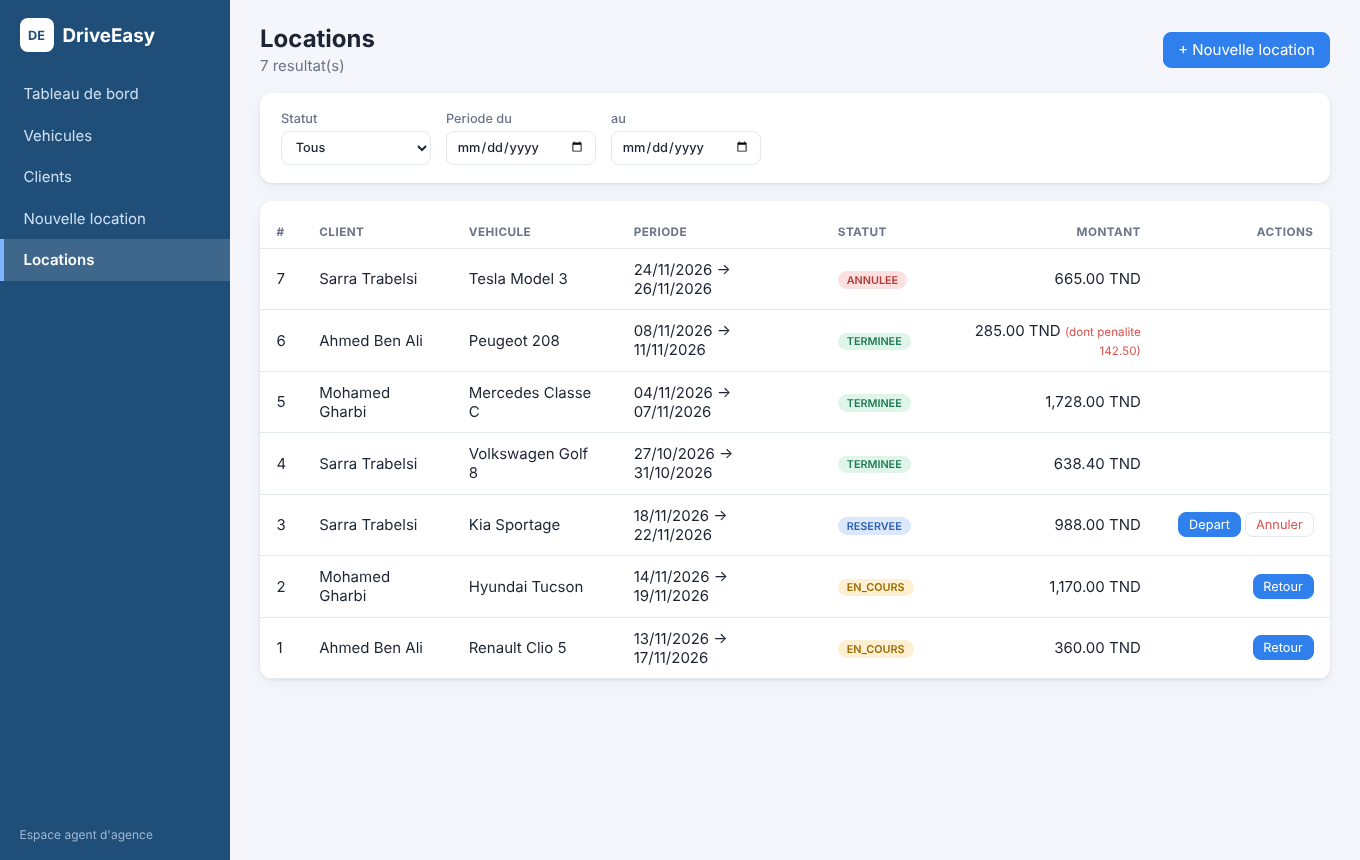 DE DriveEasy
Tableau de bord
Vehicules
Clients
Nouvelle location
Locations
Espace agent d'agence
Locations
7 resultat(s)
+ Nouvelle location
Statut Periode du au
Tous mm/dd/yyyy mm/dd/yyyy
# CLIENT VEHICULE PERIODE STATUT MONTANT ACTIONS
7 Sarra Trabelsi Tesla Model 3 24/11/2026 → 26/11/2026 ANNULEE 665.00 TND
6 Ahmed Ben Ali Peugeot 208 08/11/2026 → 11/11/2026 TERMINEE 285.00 TND (dont penalite 142.50)
5 Mohamed Gharbi Mercedes Classe C 04/11/2026 → 07/11/2026 TERMINEE 1,728.00 TND
4 Sarra Trabelsi Volkswagen Golf 8 27/10/2026 → 31/10/2026 TERMINEE 638.40 TND
3 Sarra Trabelsi Kia Sportage 18/11/2026 → 22/11/2026 RESERVEE 988.00 TND Depart Annuler
2 Mohamed Gharbi Hyundai Tucson 14/11/2026 → 19/11/2026 EN_COURS 1,170.00 TND Retour
1 Ahmed Ben Ali Renault Clio 5 13/11/2026 → 17/11/2026 EN_COURS 360.00 TND Retour